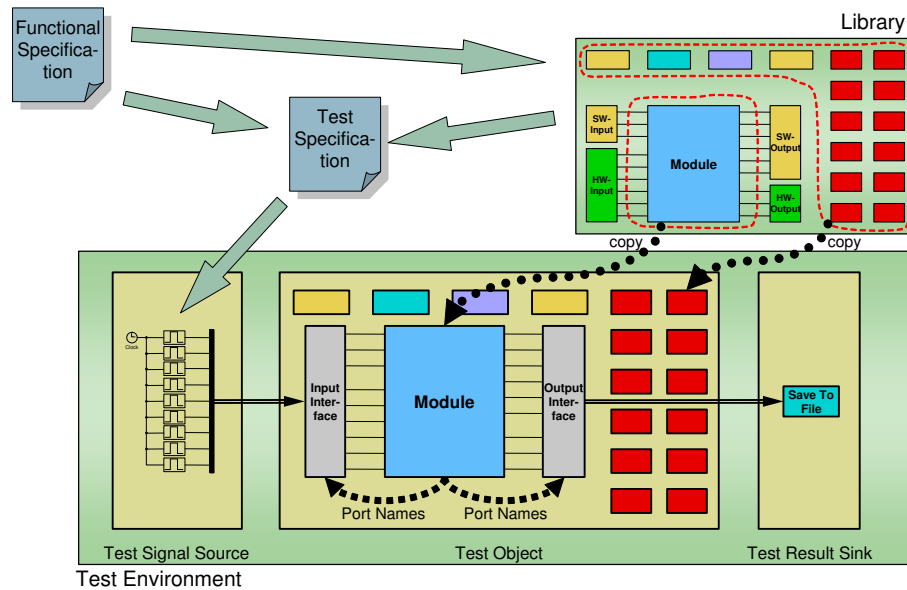 Functional
Specifica-
tion
Library
Test
Specifica-
tion
SW-
Input
HW-
Input
Module
SW-
Output
HW-
Output
copy
copy
Clock
Input
Inter-
face
Module
Output
Inter-
face
Save To
File
Port Names
Port Names
Test Signal Source
Test Object
Test Result Sink
Test Environment